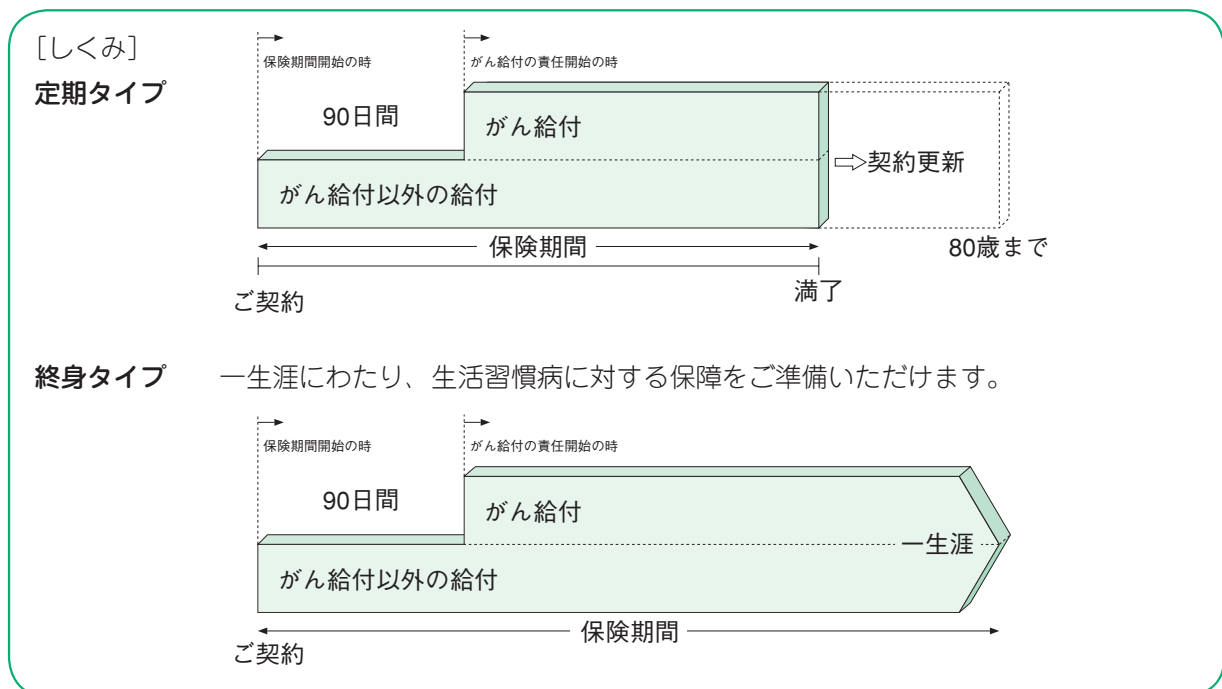 [しくみ]
定期タイプ
保険期間開始の時
がん給付の責任開始の時
90日間
がん給付
がん給付以外の給付
⇨契約更新
保険期間
80歳まで
ご契約
満了
終身タイプ 一生涯にわたり、生活習慣病に対する保障をご準備いただけます。
保険期間開始の時
がん給付の責任開始の時
90日間
がん給付
一生涯
がん給付以外の給付
保険期間
ご契約